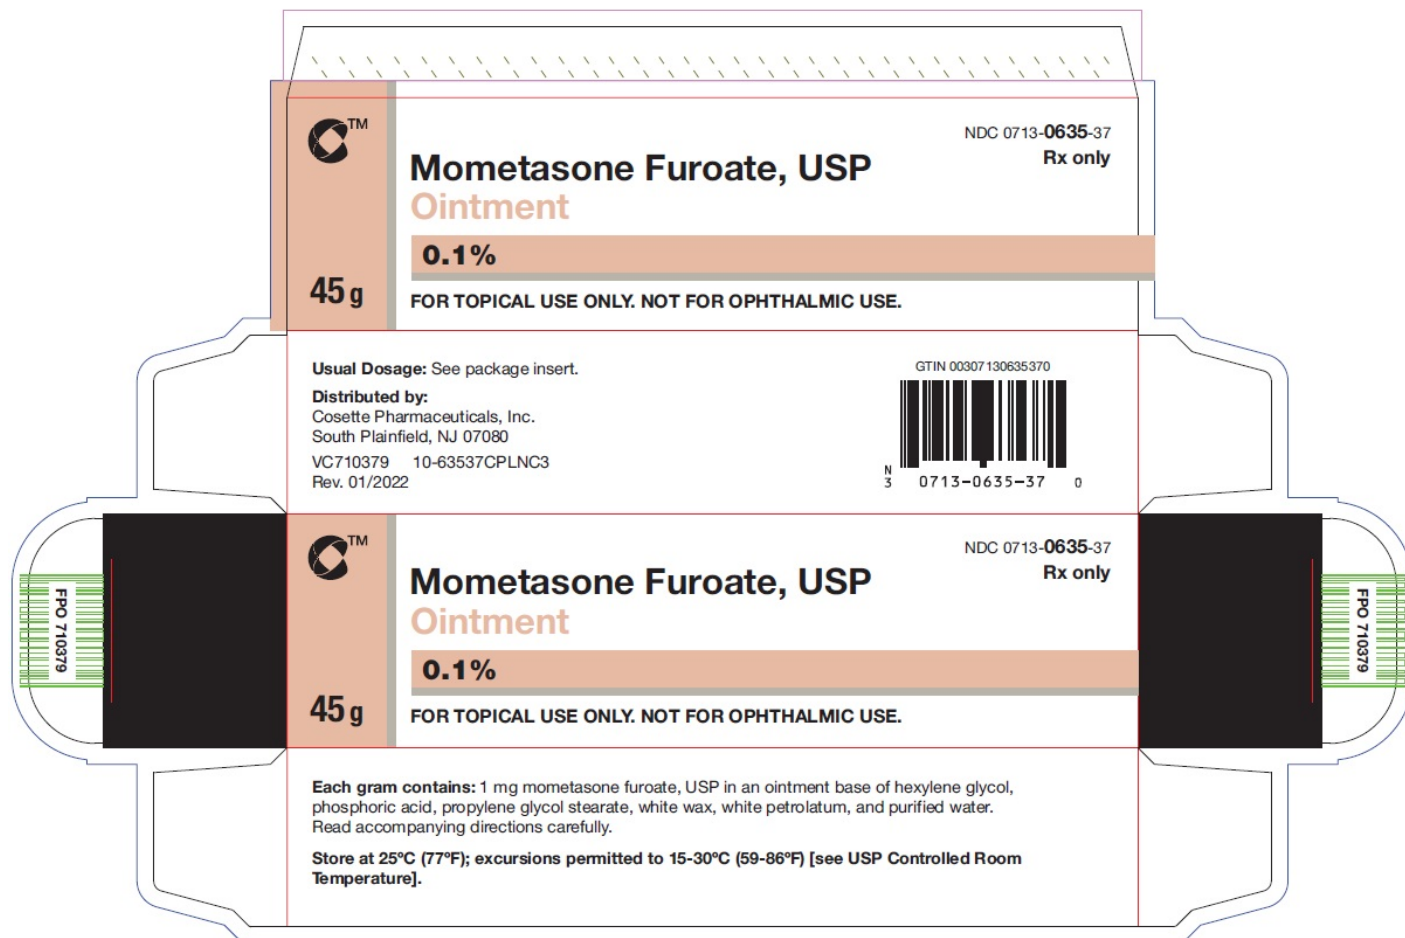 TM
NDC 0713-0635-37
Rx only
Mometasone Furoate, USP
Ointment
0.1%
45 g
FOR TOPICAL USE ONLY. NOT FOR OPHTHALMIC USE.
Usual Dosage: See package insert.
Distributed by:
Cosette Pharmaceuticals, Inc.
South Plainfield, NJ 07080
VC710379 10-63537CPLNC3
Rev. 01/2022
GTIN 00307130635370
N
3 0713-0635-37 0
TM
NDC 0713-0635-37
Rx only
Mometasone Furoate, USP
Ointment
0.1%
45 g
FOR TOPICAL USE ONLY. NOT FOR OPHTHALMIC USE.
FPO 710379
FPO 710379
Each gram contains: 1 mg mometasone furoate, USP in an ointment base of hexylene glycol,
phosphoric acid, propylene glycol stearate, white wax, white petrolatum, and purified water.
Read accompanying directions carefully.
Store at 25ºC (77ºF); excursions permitted to 15-30ºC (59-86ºF) [see USP Controlled Room
Temperature].